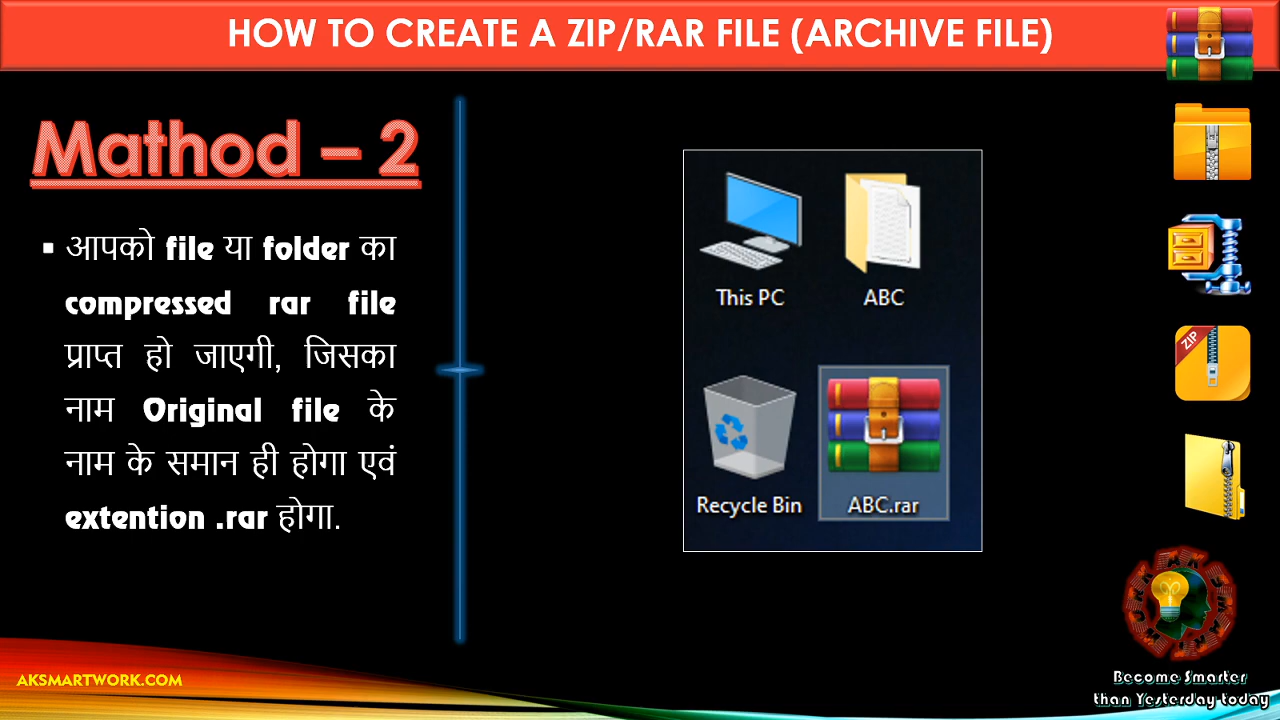 HOW TO CREATE A ZIP/RAR FILE (ARCHIVE FILE)
Mathod – 2
▪ आपको file या folder का
compressed rar file
प्राप्त हो जाएगी, जिसका
नाम Original file के
नाम के समान ही होगा एवं
extention .rar होगा.
This PC
ABC
Recycle Bin
ABC.rar
ZIP
AKSMARTWORK.COM
Become Smarter
than Yesterday today